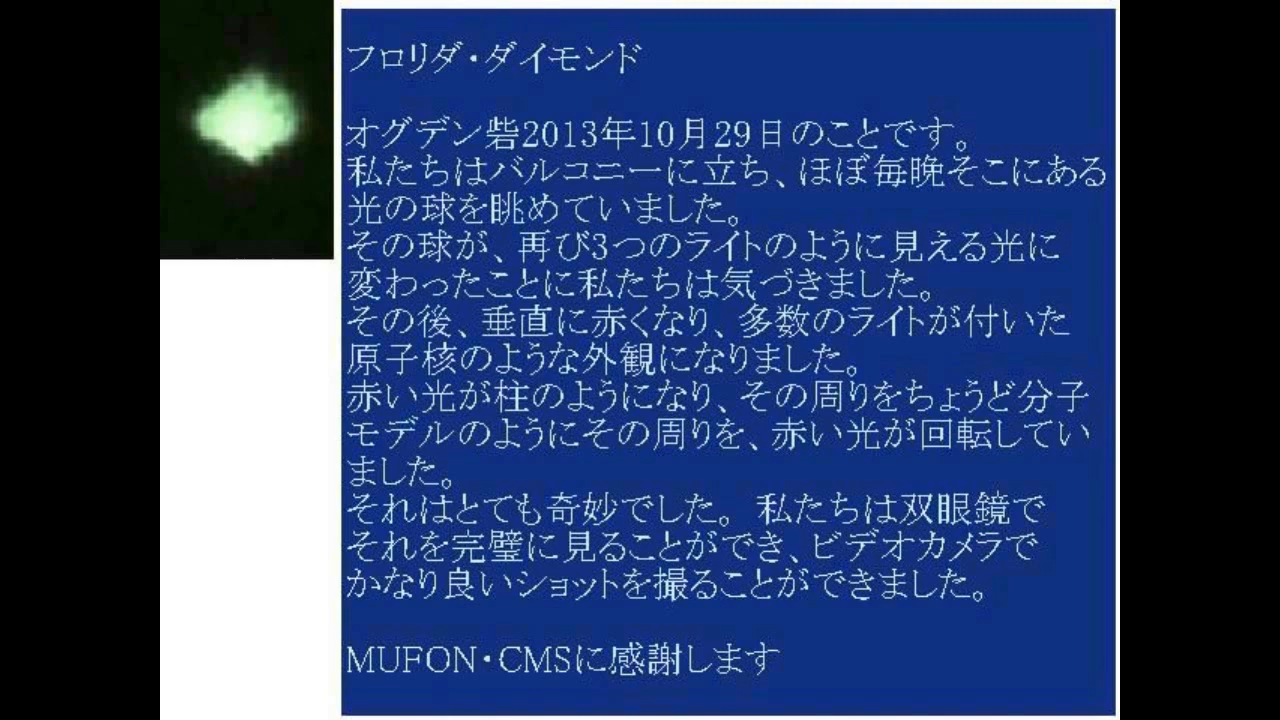 フロリダ・ダイモンド
オグデン砦2013年10月29日のことです。
私たちはバルコニーに立ち、ほぼ毎晩そこにある
光の球を眺めていました。
その球が、再び3つのライトのように見える光に
変わったことに私たちは気づきました。
その後、垂直に赤くなり、多数のライトが付いた
原子核のような外観になりました。
赤い光が柱のようになり、その周りをちょうど分子
モデルのようにその周りを、赤い光が回転してい
ました。
それはとても奇妙でした。 私たちは双眼鏡で
それを完璧に見ることができ、ビデオカメラで
かなり良いショットを撮ることができました。
MUFON・CMSに感謝します